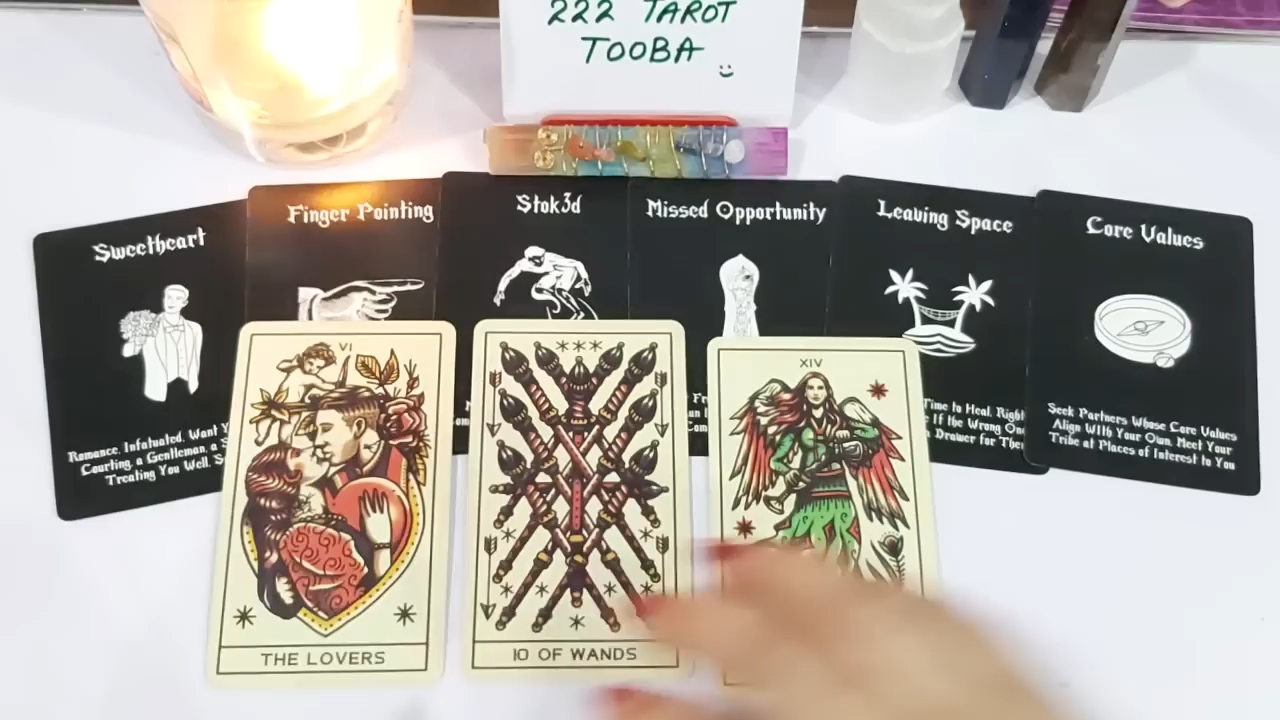 222 TAROT
TOOBA
Sweetheart
Romance, Infatuated, Want
Courting, a Gentleman, a
Treating You Well,
Finger Pointing
Stok3d
Missed Opportunity
Leaving Space
Time to Heal. Right
If the Wrong
Drawer for
Core Values
Seek Partners Whose Core Values
Align With Your Own. Meet Your
Tribe at Places of Interest to You
VI
THE LOVERS
10 OF WANDS
XIV